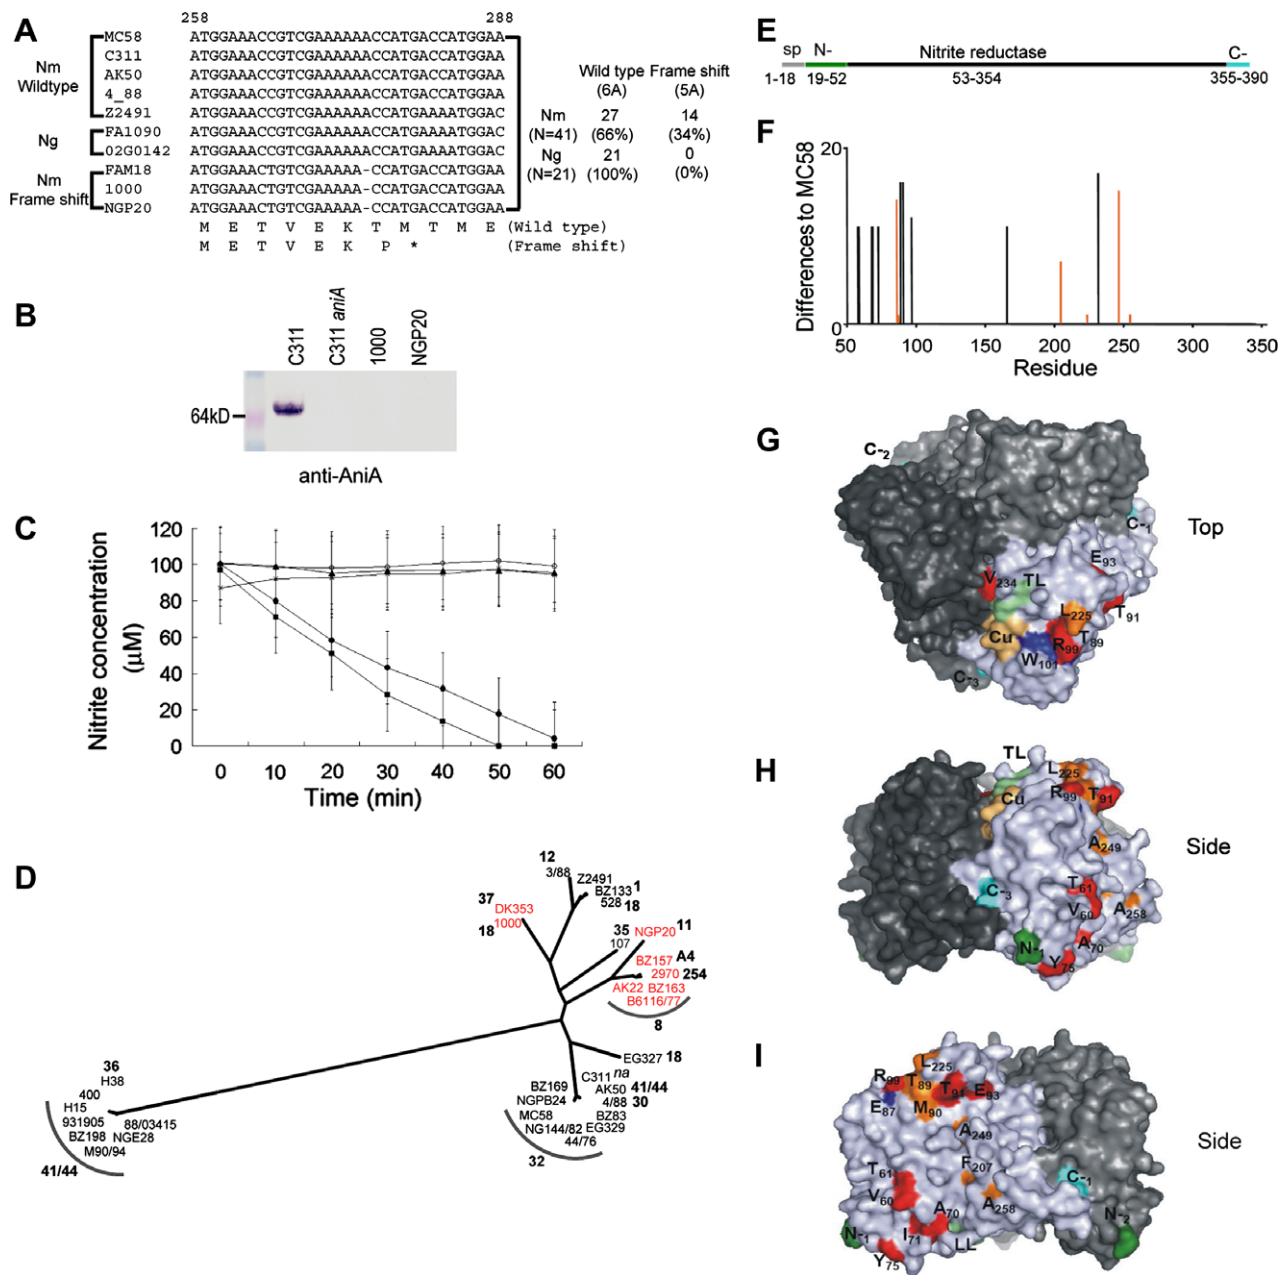 A
258 288
Nm
Wildtype
MC58 ATGGAAACCGTCGAAAAAACCATGACCATGGAA
C311 ATGGAAACCGTCGAAAAAACCATGACCATGGAA
AK50 ATGGAAACCGTCGAAAAAACCATGACCATGGAA
4_88 ATGGAAACCGTCGAAAAAACCATGACCATGGAA
Z2491 ATGGAAACCGTCGAAAAAACCATGAAAATGGAC
Ng
FA1090 ATGGAAACCGTCGAAAAAACCATGAAAATGGAC
02G0142 ATGGAAACCGTCGAAAAAACCATGAAAATGGAC
Nm
Frame shift
FAM18 ATGGAAACTGTCGAAAAA-CCATGACCATGGAA
1000 ATGGAAACTGTCGAAAAA-CCATGACCATGGAA
NGP20 ATGGAAACTGTCGAAAAA-CCATGACCATGGAA
M E T V E K T M T M E (Wild type)
M E T V E K P * (Frame shift)
Wild type Frame shift
(6A) (5A)
Nm 27 14
(N=41) (66%) (34%)
Ng 21 0
(N=21) (100%) (0%)
B
C311
C311 aniA
1000
NGP20
64kD
anti-AniA
C
Nitrite concentration
(µM)
120
100
80
60
40
20
0
0 10 20 30 40 50 60
Time (min)
D
12
3/88
Z2491
BZ133 1
528 18
37
DK353
1000
18
35
107
NGP20 11
BZ157 A4
2970 254
AK22 BZ163
B6116/77
8
EG327 18
C311 na
BZ169 AK50 41/44
NGPB24 4/88 30
MC58 BZ83
NG144/82 EG329
44/76
32
36
H38
400
H15
931905 88/03415
BZ198 NGE28
M90/94
41/44
E
sp N- Nitrite reductase C-
1-18 19-52 53-354 355-390
F
Differences to MC58
20
0
50 100 150 200 250 300 350
Residue
G
C-2
C-1
Top
E93
V234 TL
T91
L225
Cu
T89
R99
W101
C-3
H
TL
L225
R99 T91
Cu
A249
Side
T61
C-3
V60 A258
N-1
A70
Y75
I
L225
R99 T89
T91 E93
E87 M90
A249
Side
F207
T61
C-1
V60
A258
A70
N-2
N-1
I71 LL
Y75